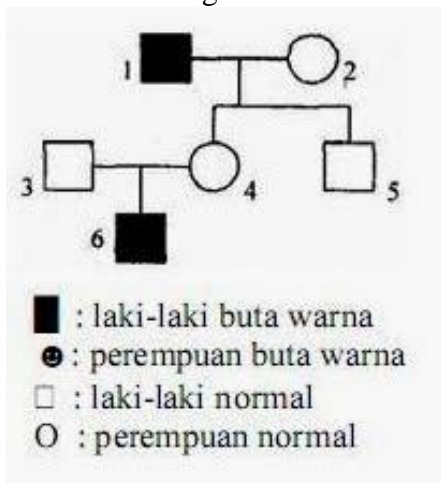 1
2
3
4
5
6
■ : laki-laki buta warna
☻ : perempuan buta warna
□ : laki-laki normal
O : perempuan normal